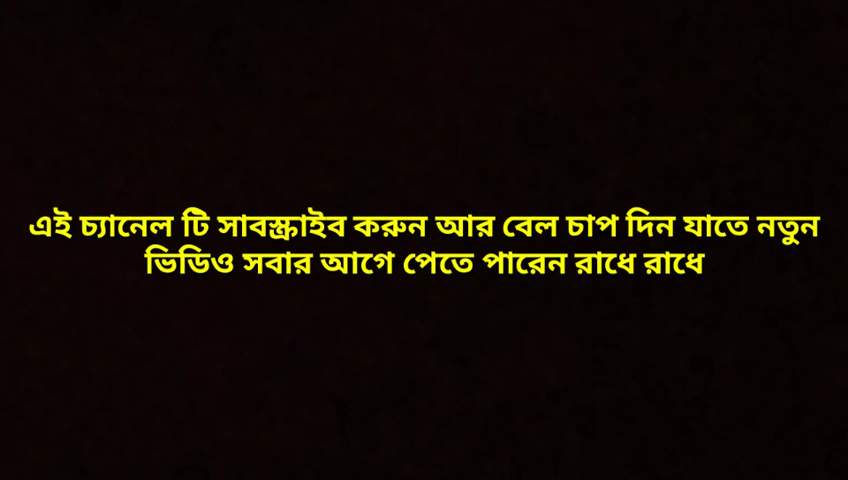 এই চ্যানেল টি সাবস্ক্রাইব করুন আর বেল চাপ দিন যাতে নতুন
ভিডিও সবার আগে পেতে পারেন রাধে রাধে